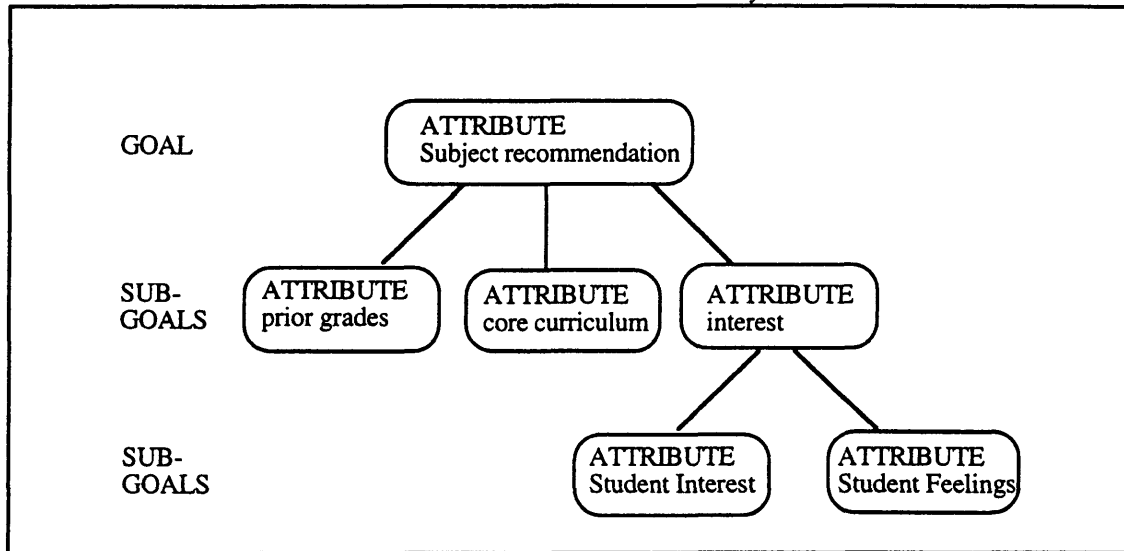 GOAL
ATTRIBUTE
Subject recommendation
SUB-
GOALS
ATTRIBUTE
prior grades
ATTRIBUTE
core curriculum
ATTRIBUTE
interest
SUB-
GOALS
ATTRIBUTE
Student Interest
ATTRIBUTE
Student Feelings